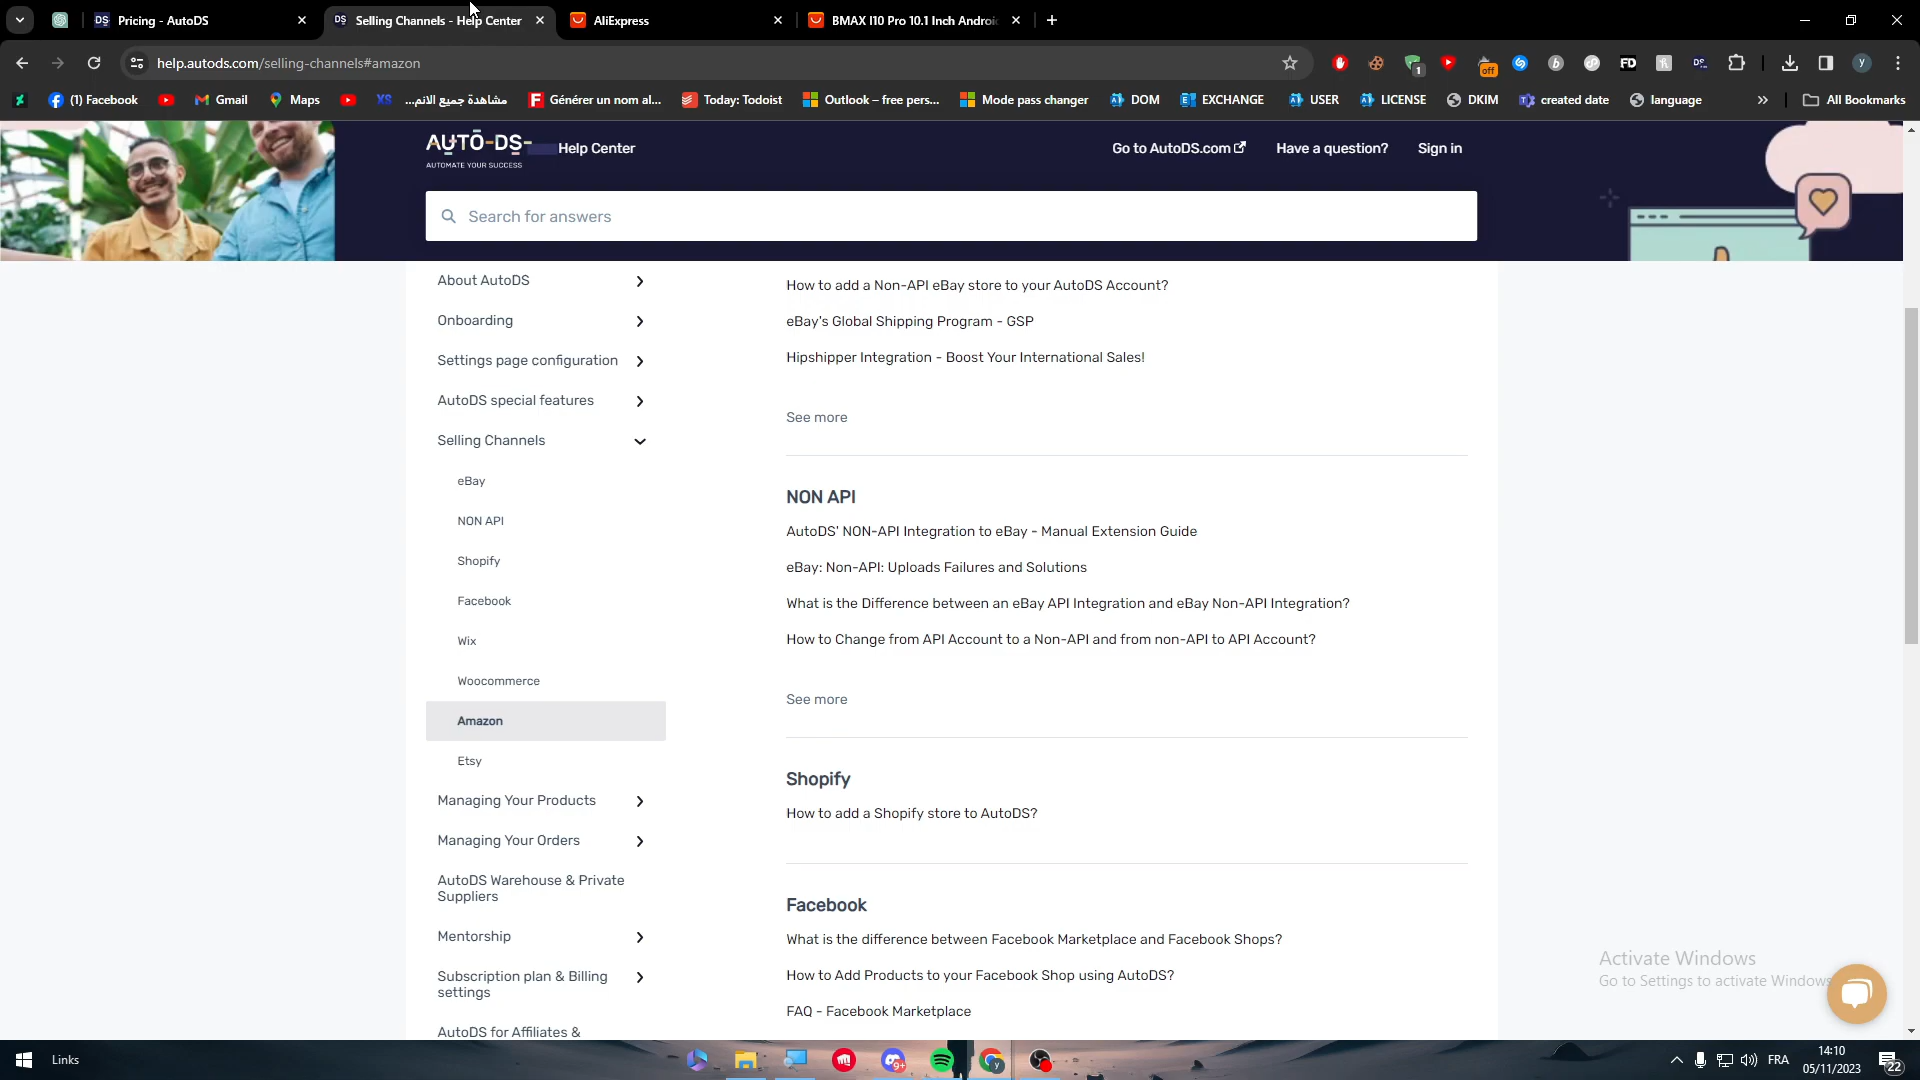 DS Pricing - AutoDS
DS Selling Channels - Help Center
AliExpress
BMAX I10 Pro 10.1 Inch Androi
help.autods.com/selling-channels#amazon
1
off
FD
(1) Facebook
Gmail
Maps
XS
مشاهدة جميع الانم...
Générer un nom al...
Today: Todoist
Outlook – free pers...
Mode pass changer
DOM
EXCHANGE
USER
LICENSE
DKIM
created date
language
All Bookmarks
AUTO-DS-
AUTOMATE YOUR SUCCESS
Help Center
Go to AutoDS.com
Have a question?
Sign in
Search for answers
About AutoDS
Onboarding
Settings page configuration
AutoDS special features
Selling Channels
eBay
NON API
Shopify
Facebook
Wix
Woocommerce
Amazon
Etsy
Managing Your Products
Managing Your Orders
AutoDS Warehouse & Private
Suppliers
Mentorship
Subscription plan & Billing
settings
AutoDS for Affiliates &
How to add a Non-API eBay store to your AutoDS Account?
eBay's Global Shipping Program - GSP
Hipshipper Integration - Boost Your International Sales!
See more
NON API
AutoDS' NON-API Integration to eBay - Manual Extension Guide
eBay: Non-API: Uploads Failures and Solutions
What is the Difference between an eBay API Integration and eBay Non-API Integration?
How to Change from API Account to a Non-API and from non-API to API Account?
See more
Shopify
How to add a Shopify store to AutoDS?
Facebook
What is the difference between Facebook Marketplace and Facebook Shops?
How to Add Products to your Facebook Shop using AutoDS?
FAQ - Facebook Marketplace
Activate Windows
Go to Settings to activate Windows
Links
9+
FRA
14:10
05/11/2023
22